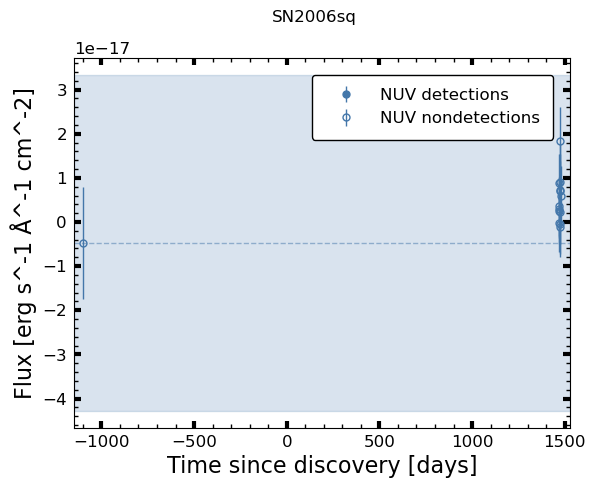 SN2006sq
1e−17
NUV detections
NUV nondetections
3
2
1
0
−1
−2
−3
−4
Flux [erg s^-1 Å^-1 cm^-2]
−1000 −500 0 500 1000 1500
Time since discovery [days]